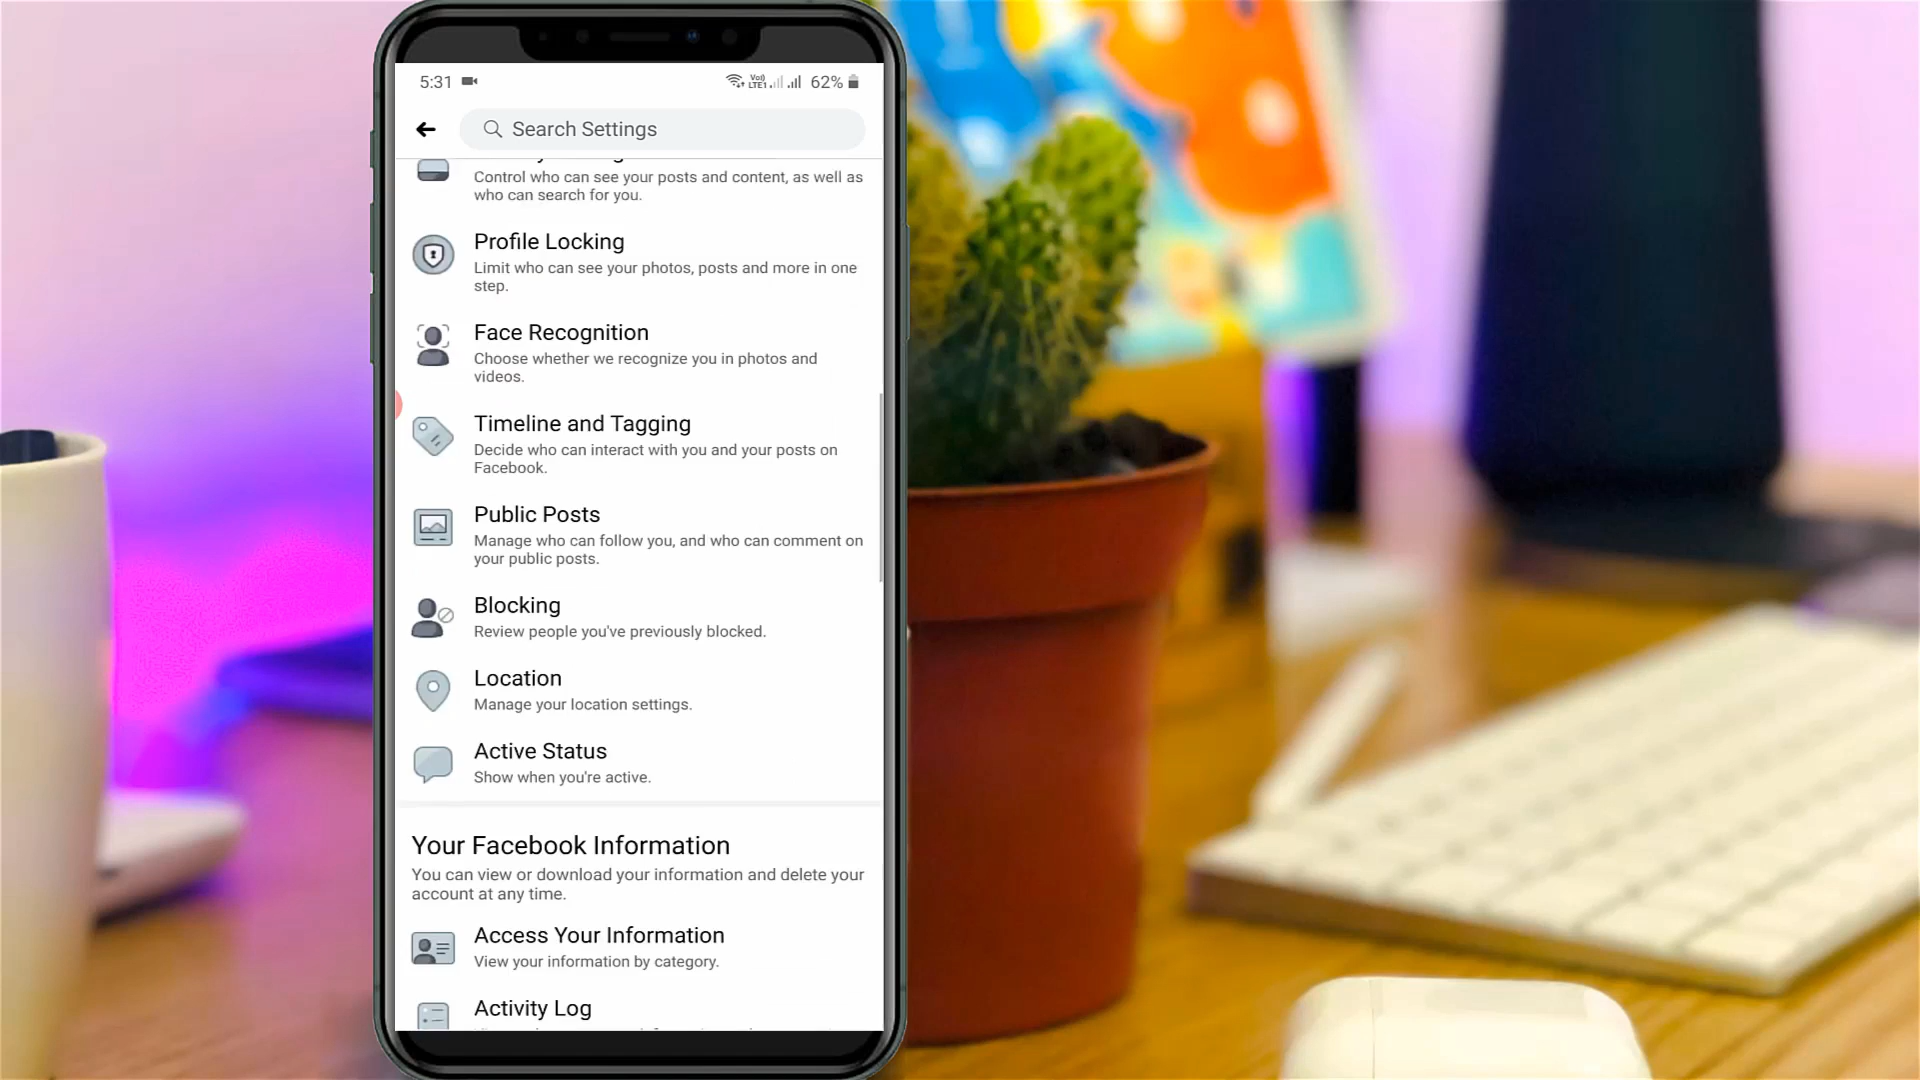 5:31
Vo)
LTE1
62%
Search Settings
Control who can see your posts and content, as well as
who can search for you.
Profile Locking
Limit who can see your photos, posts and more in one
step.
Face Recognition
Choose whether we recognize you in photos and
videos.
Timeline and Tagging
Decide who can interact with you and your posts on
Facebook.
Public Posts
Manage who can follow you, and who can comment on
your public posts.
Blocking
Review people you've previously blocked.
Location
Manage your location settings.
Active Status
Show when you're active.
Your Facebook Information
You can view or download your information and delete your
account at any time.
Access Your Information
View your information by category.
Activity Log